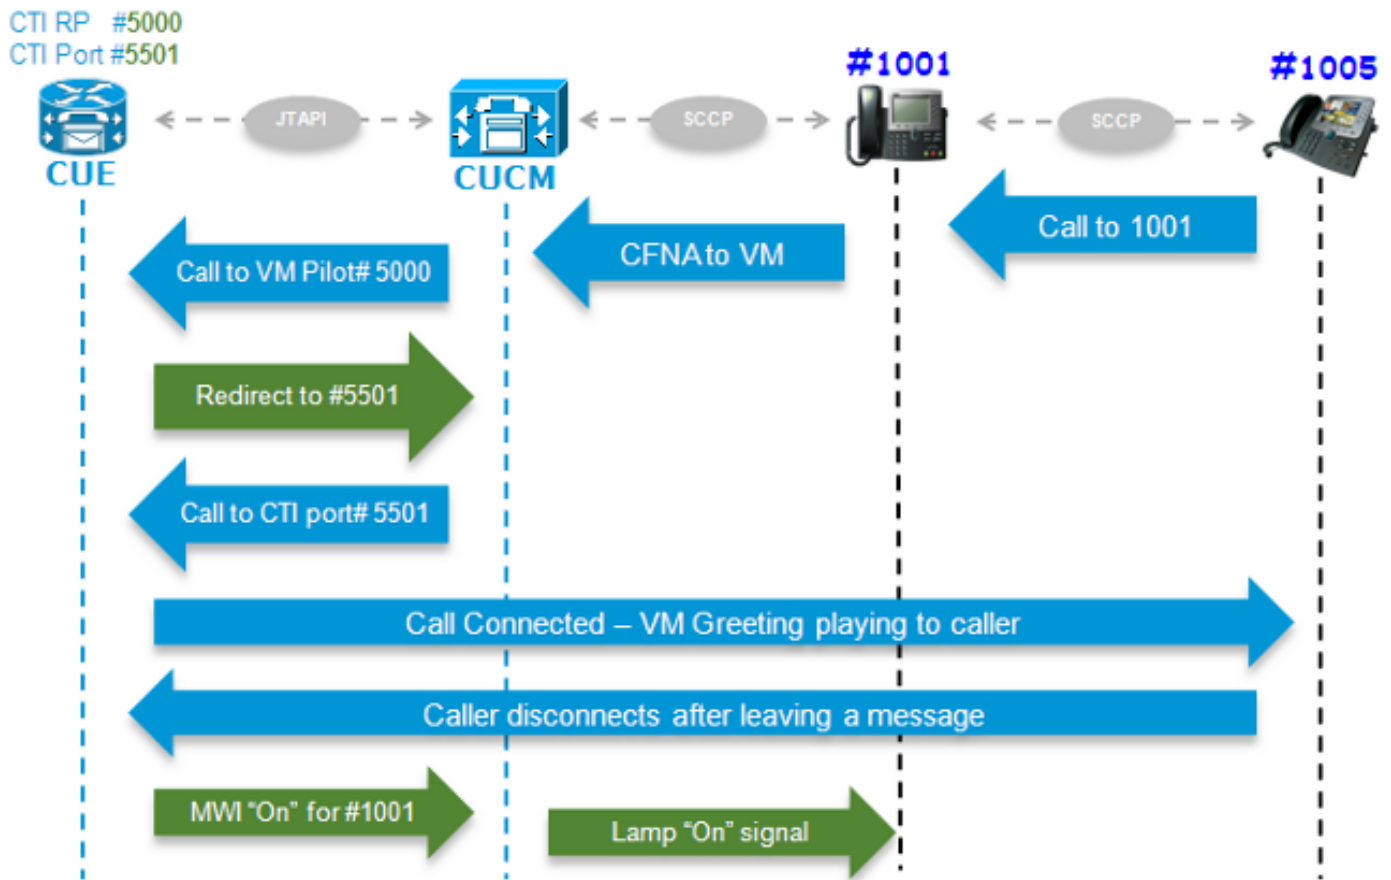 CTI RP #5000
CTI Port #5501
#1001
#1005
JTAPI
SCCP
SCCP
CUE
CUCM
Call to 1001
CFNA to VM
Call to VM Pilot# 5000
Redirect to #5501
Call to CTI port# 5501
Call Connected – VM Greeting playing to caller
Caller disconnects after leaving a message
MWI “On” for #1001
Lamp “On” signal